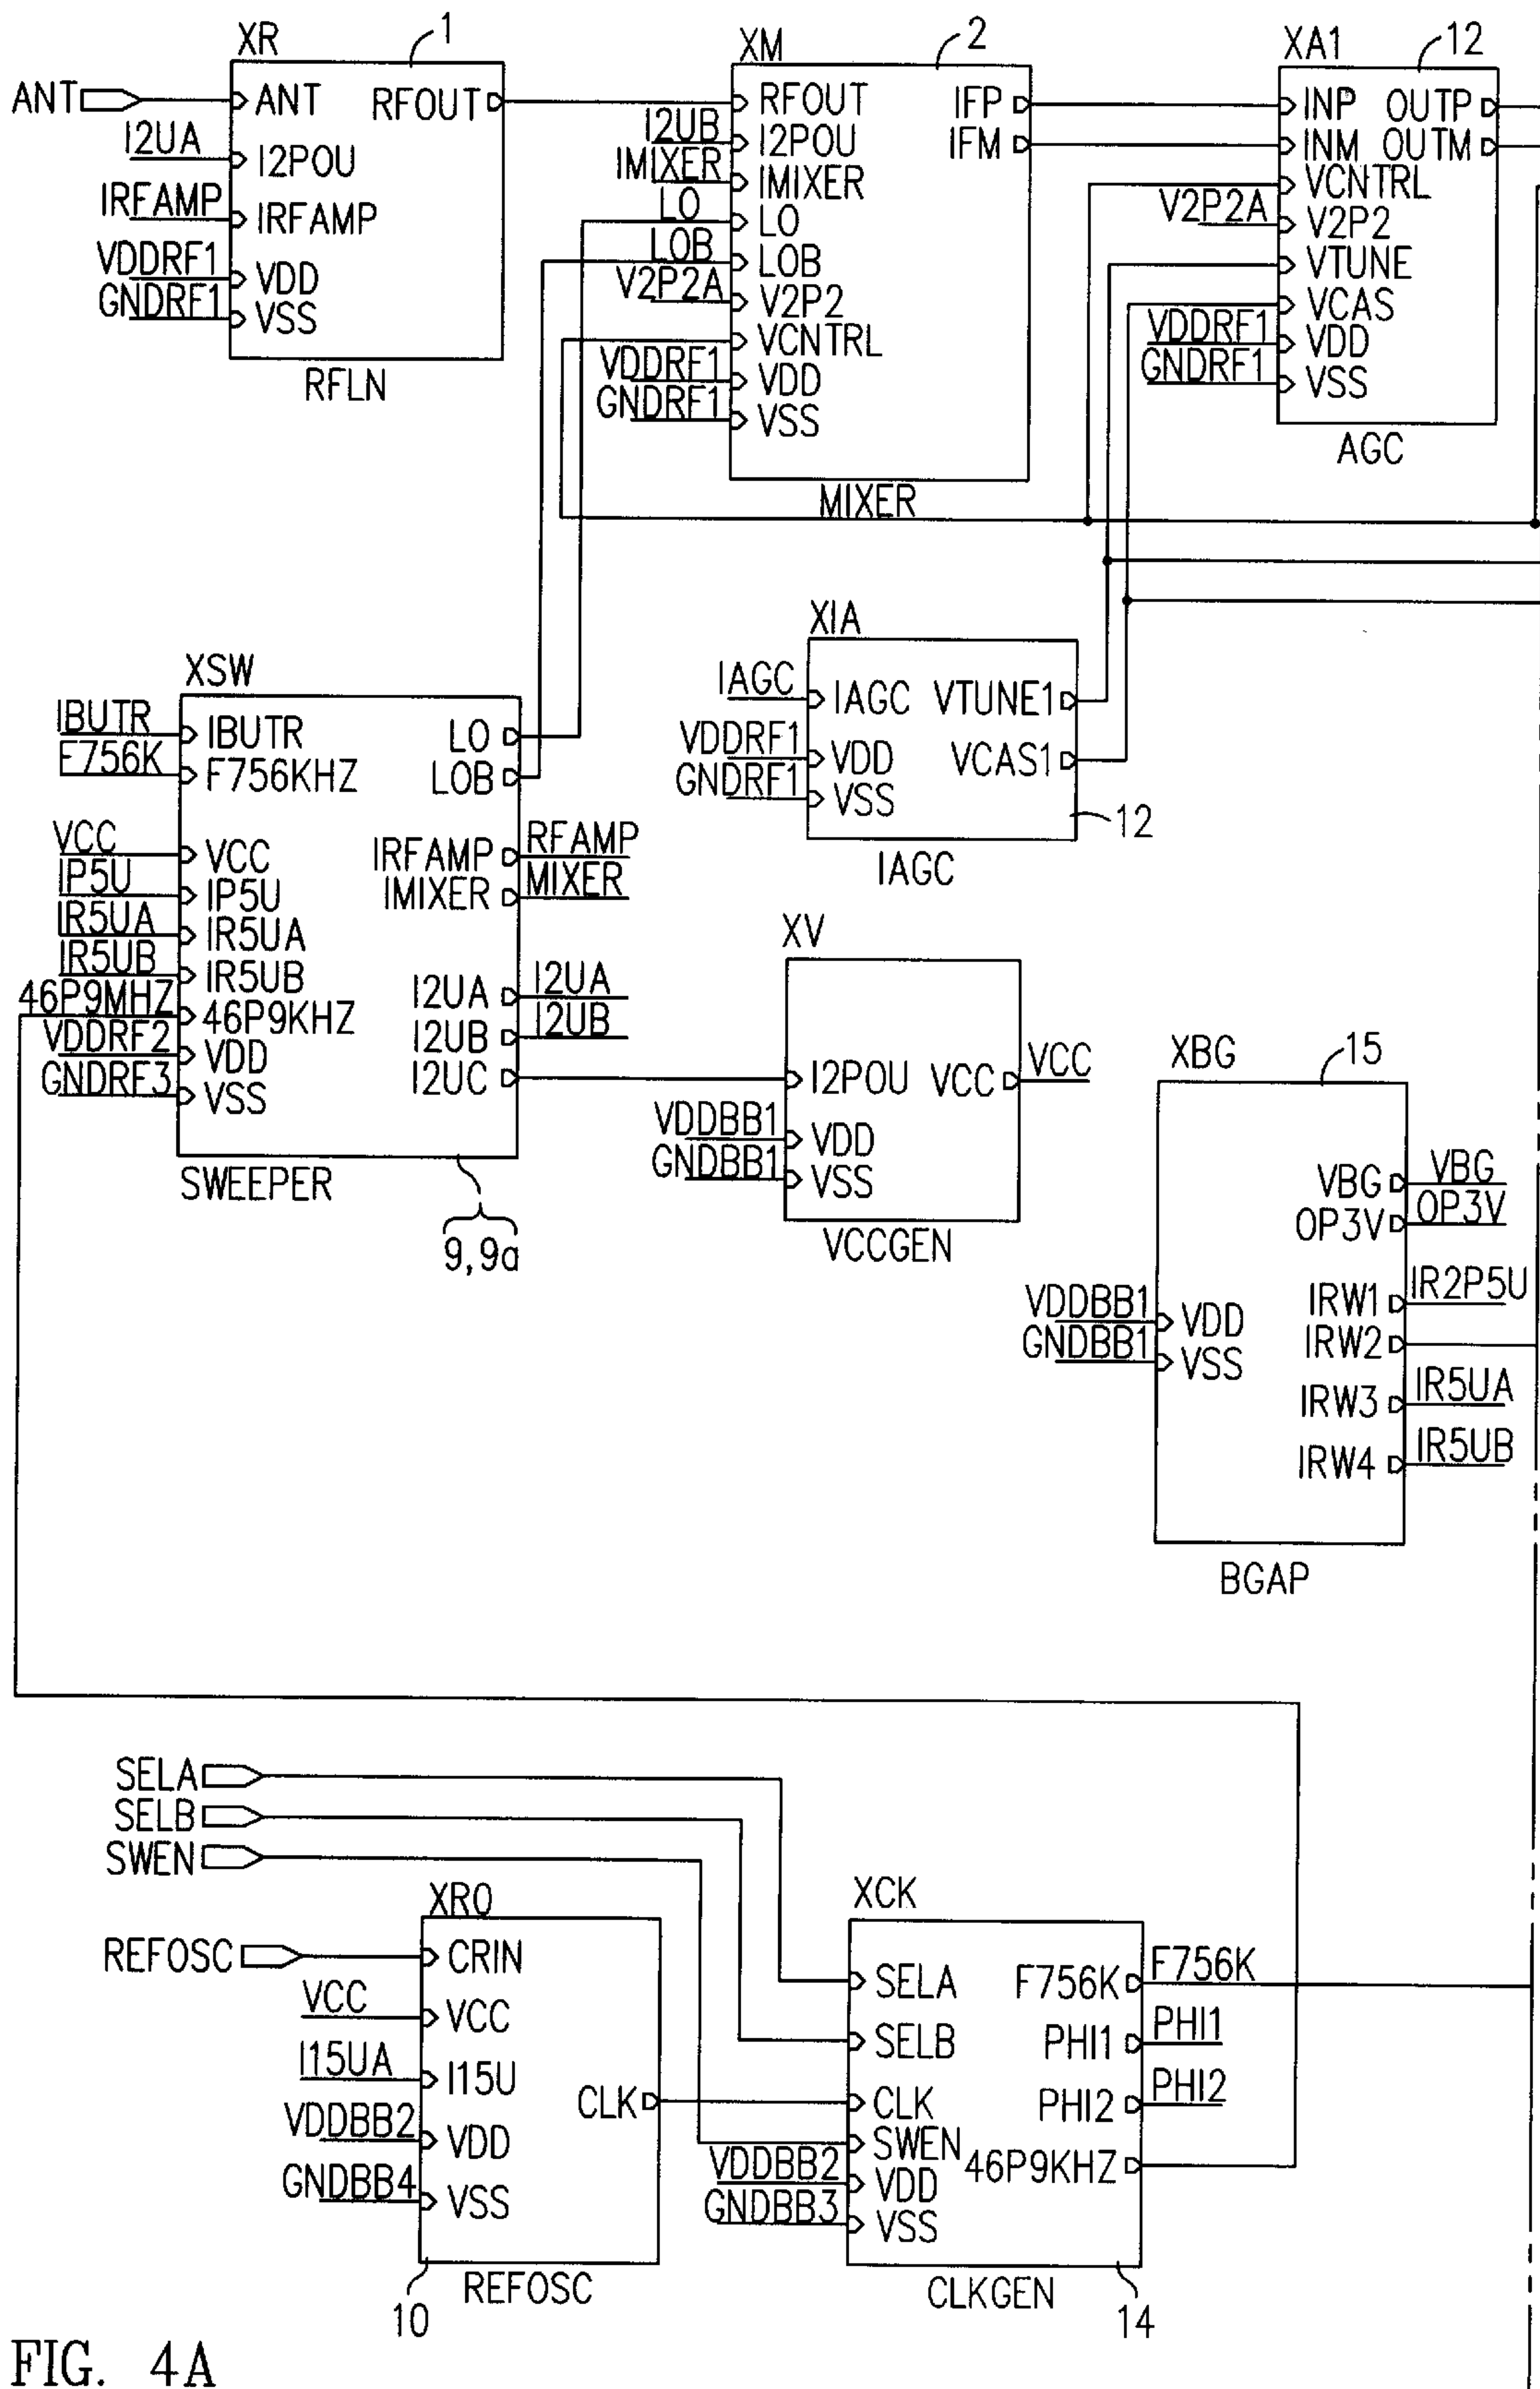 XR
1
ANT
ANT
RFOUT
I2UA
I2POU
IRFAMP
IRFAMP
VDDRF1
VDD
GNDRF1
VSS
RFLN
XM
2
RFOUT
IFP
I2UB
I2POU
IFM
IMIXER
IMIXER
LO
LO
LOB
LOB
V2P2A
V2P2
VCNTRL
VDDRF1
VDD
GNDRF1
VSS
MIXER
XA1
12
INP
OUTP
INM
OUTM
VCNTRL
V2P2A
V2P2
VTUNE
VCAS
VDDRF1
VDD
GNDRF1
VSS
AGC
XSW
IBUTR
IBUTR
LO
F756K
F756KHZ
LOB
VCC
VCC
IRFAMP
RFAMP
IP5U
IP5U
IMIXER
MIXER
IR5UA
IR5UA
IR5UB
IR5UB
I2UA
I2UA
46P9MHZ
46P9KHZ
I2UB
I2UB
VDDRF2
VDD
I2UC
GNDRF3
VSS
SWEEPER
9,9a
XIA
IAGC
IAGC
VTUNE1
VDDRF1
VDD
VCAS1
GNDRF1
VSS
12
IAGC
XV
I2POU
VCC
VCC
VDDBB1
VDD
GNDBB1
VSS
VCCGEN
XBG
15
VBG
VBG
OP3V
OP3V
IRW1
IR2P5U
VDDBB1
VDD
IRW2
GNDBB1
VSS
IRW3
IR5UA
IRW4
IR5UB
BGAP
SELA
SELB
SWEN
XRO
REFOSC
CRIN
VCC
VCC
I15UA
I15U
CLK
VDDBB2
VDD
GNDBB4
VSS
10
REFOSC
XCK
SELA
F756K
F756K
SELB
PHI1
PHI1
CLK
PHI2
PHI2
SWEN
46P9KHZ
VDDBB2
VDD
GNDBB3
VSS
CLKGEN
14
FIG. 4A